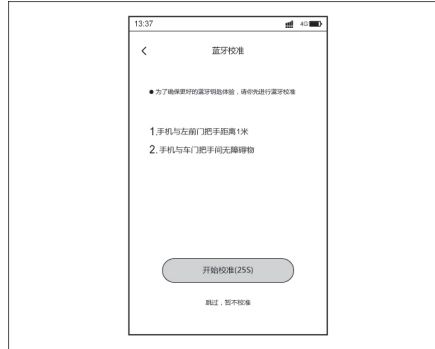 13:37 4G
蓝牙校准
● 为了确保更好的蓝牙钥匙体验，请你先进行蓝牙校准
1.手机与左前门把手距离1米
2.手机与车门把手间无障碍物
开始校准(25S)
跳过，暂不校准